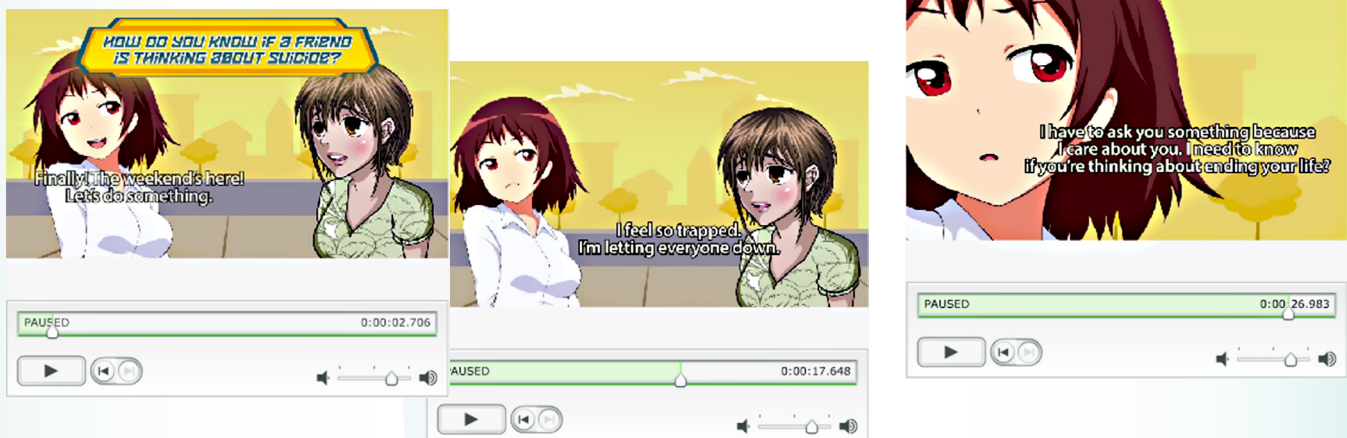 HOW DO YOU KNOW IF A FRIEND
IS THINKING ABOUT SUICIDE?
Finally! The weekend's here!
Let's do something.
PAUSED
0:00:02.706
I feel so trapped.
I'm letting everyone down.
AUSED
0:00:17.648
I have to ask you something because
I care about you. I need to know
if you're thinking about ending your life?
PAUSED
0:00:26.983